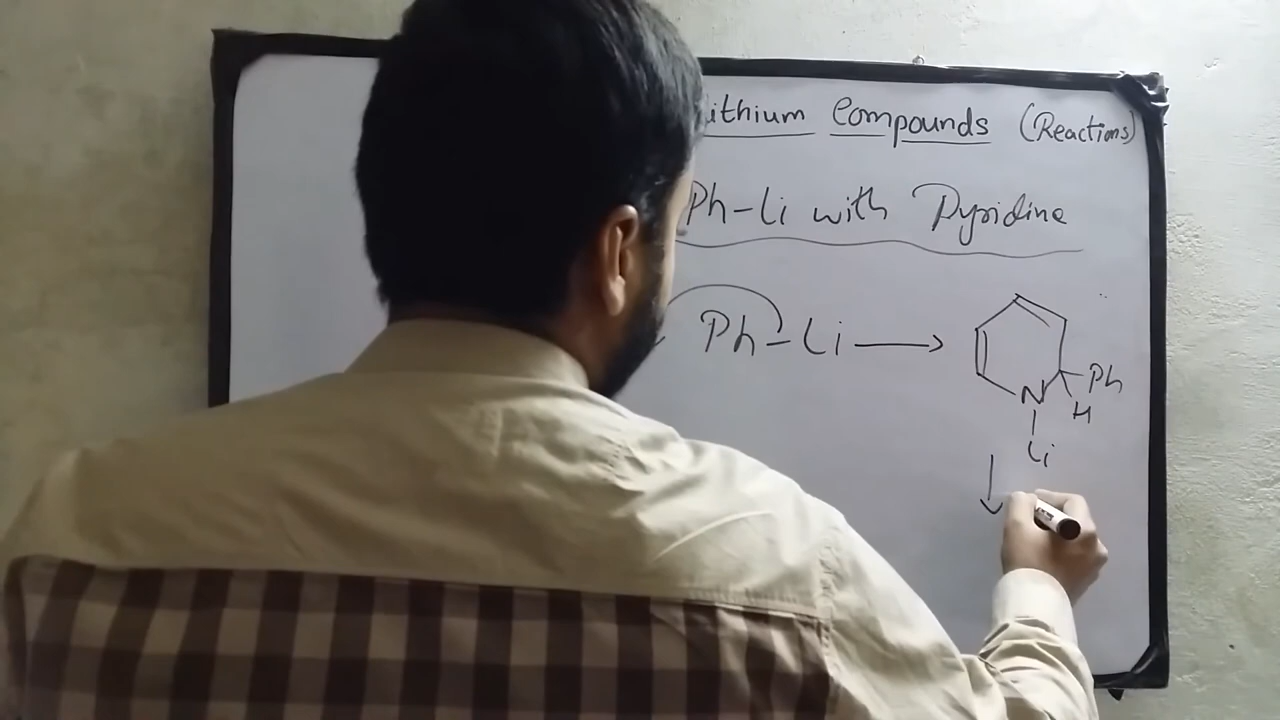 ithium Compounds (Reactions)
Ph-Li with Pyridine
Ph-Li
Ph
N
H
Li